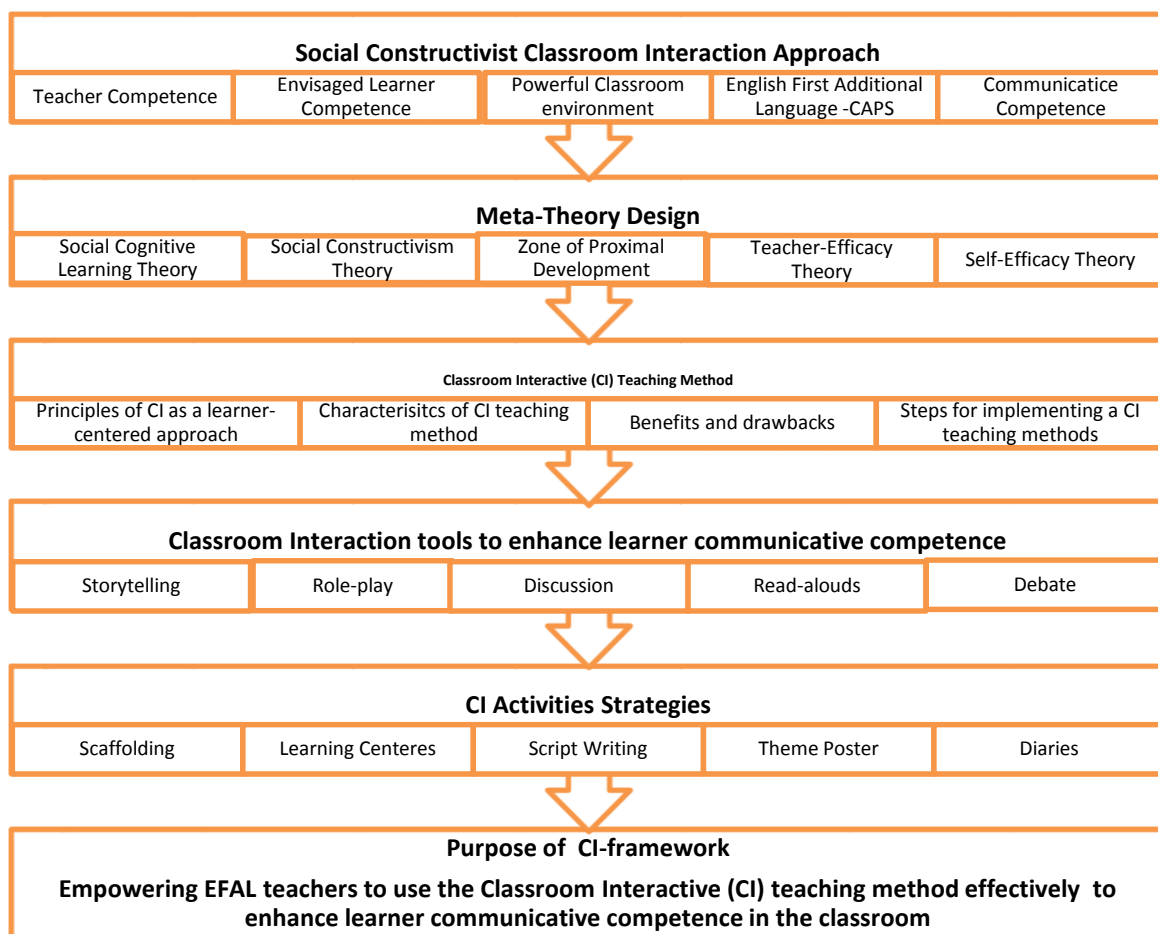 Social Constructivist Classroom Interaction Approach
Teacher Competence
Envisaged Learner
Competence
Powerful Classroom
environment
English First Additional
Language -CAPS
Communicatice
Competence
Meta-Theory Design
Social Cognitive
Learning Theory
Social Constructivism
Theory
Zone of Proximal
Development
Teacher-Efficacy
Theory
Self-Efficacy Theory
Classroom Interactive (CI) Teaching Method
Principles of CI as a learner-
centered approach
Characterisitcs of CI teaching
method
Benefits and drawbacks
Steps for implementing a CI
teaching methods
Classroom Interaction tools to enhance learner communicative competence
Storytelling
Role-play
Discussion
Read-alouds
Debate
CI Activities Strategies
Scaffolding
Learning Centeres
Script Writing
Theme Poster
Diaries
Purpose of CI-framework
Empowering EFAL teachers to use the Classroom Interactive (CI) teaching method effectively to
enhance learner communicative competence in the classroom